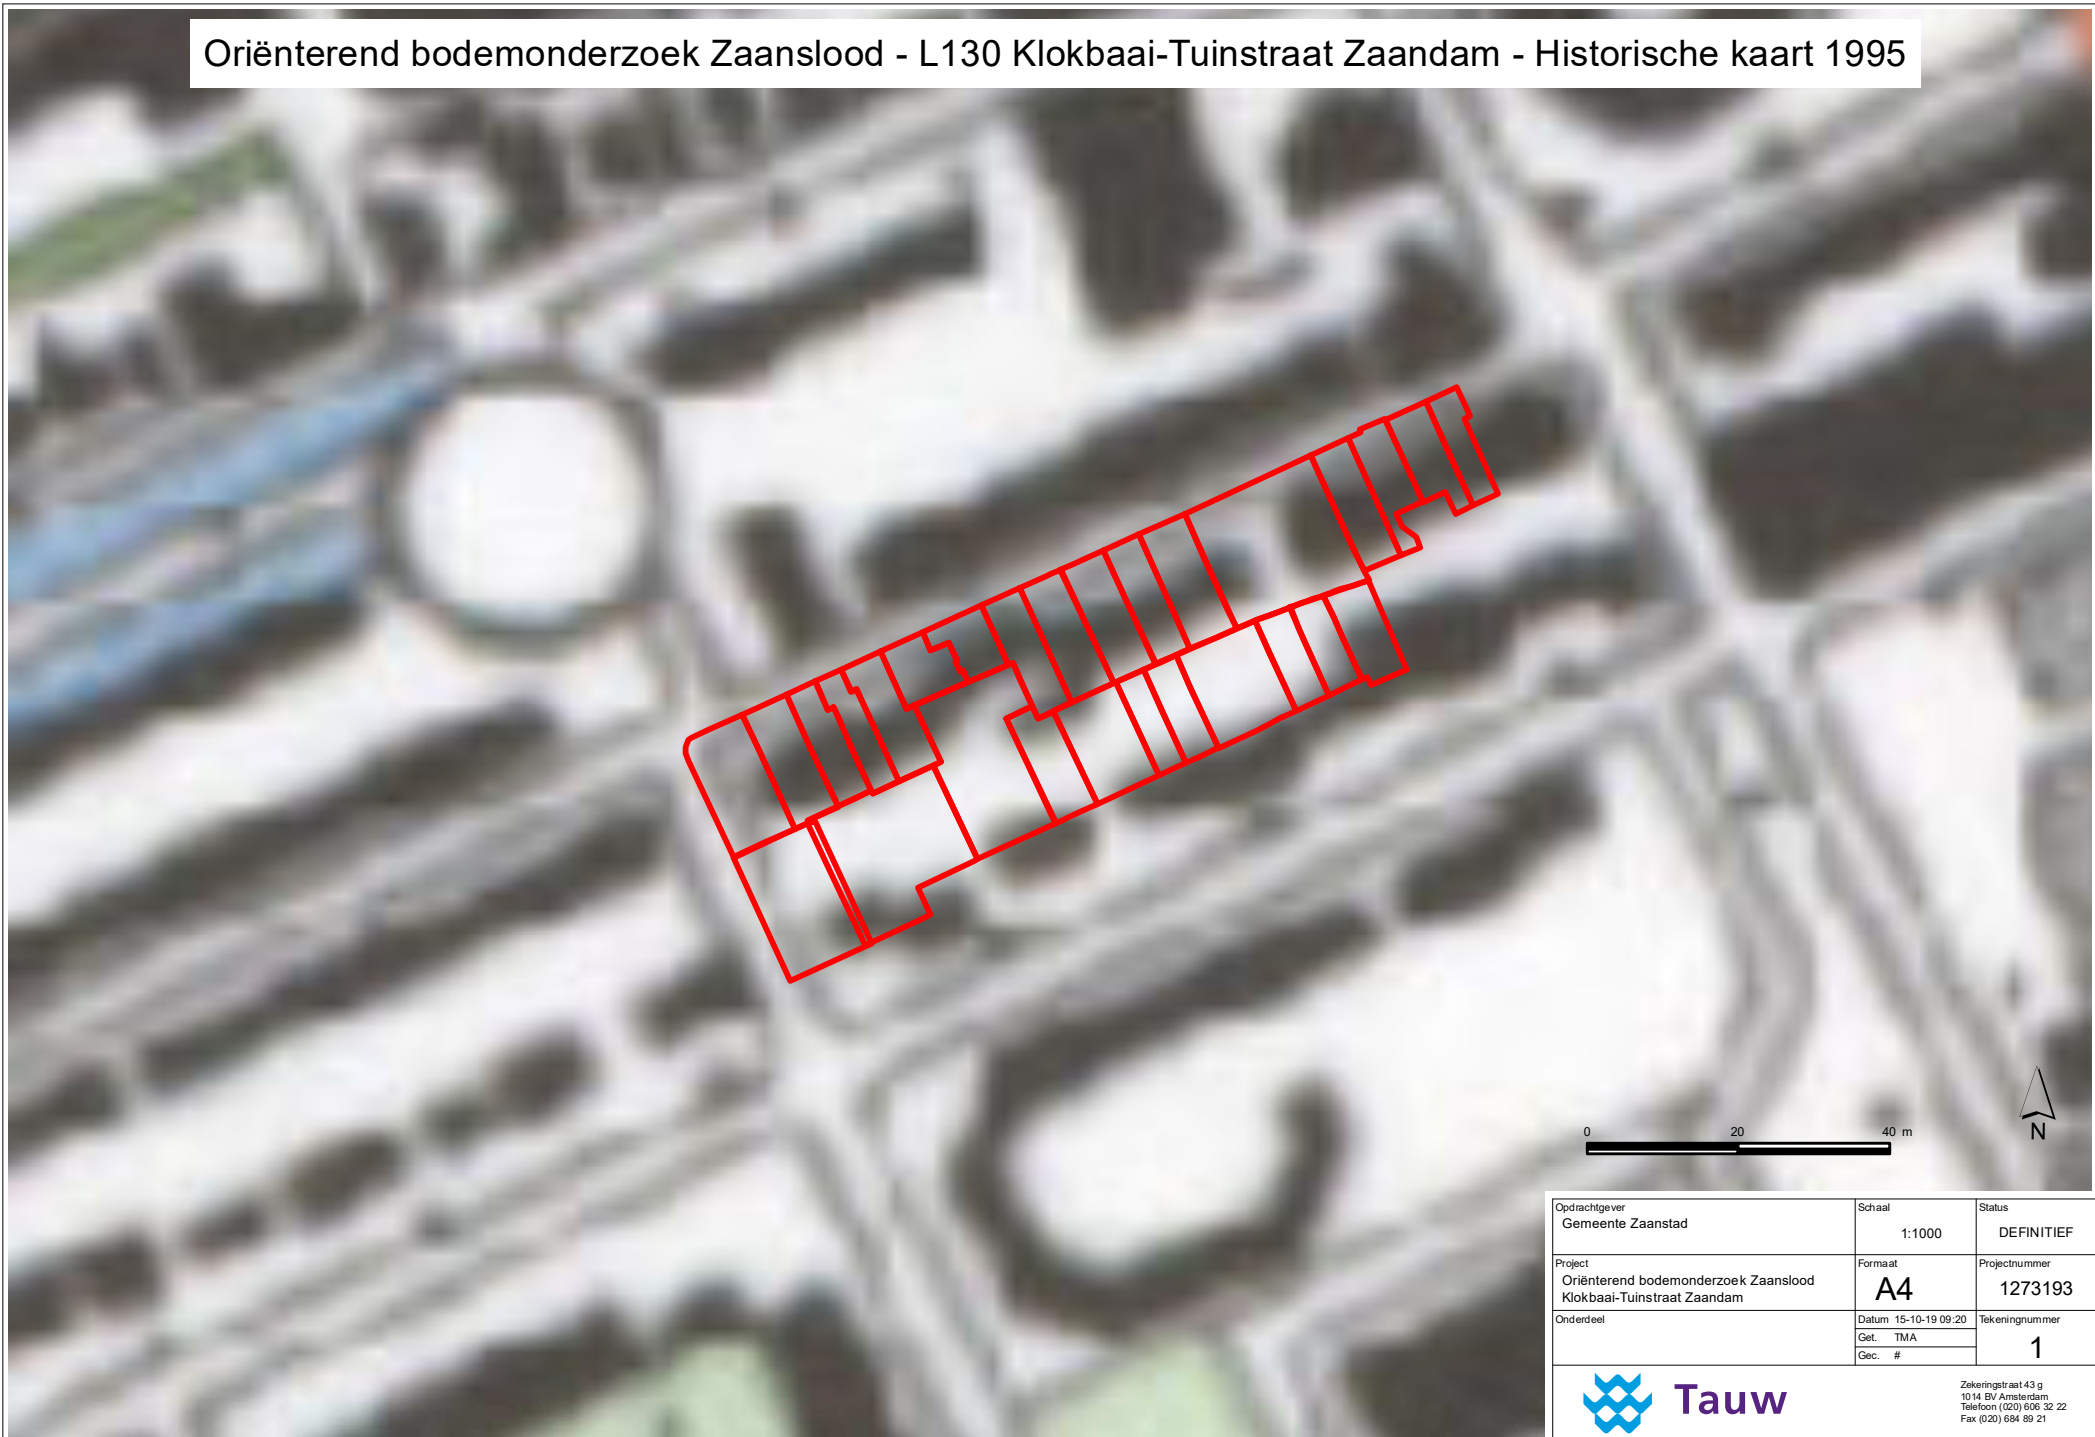 Oriënterend bodemonderzoek Zaanslood - L130 Klokbaai-Tuinstraat Zaandam - Historische kaart 1995
0 20 40 m
N
Opdrachtgever
Gemeente Zaanstad
Schaal
1:1000
Status
DEFINITIEF
Project
Oriënterend bodemonderzoek Zaanslood
Klokbaai-Tuinstraat Zaandam
Formaat
A4
Projectnummer
1273193
Onderdeel
Datum 15-10-19 09:20
Get. TMA
Gec. #
Tekeningnummer
1
Tauw
Zekeringstraat 43 g
1014 BV Amsterdam
Telefoon (020) 606 32 22
Fax (020) 684 89 21